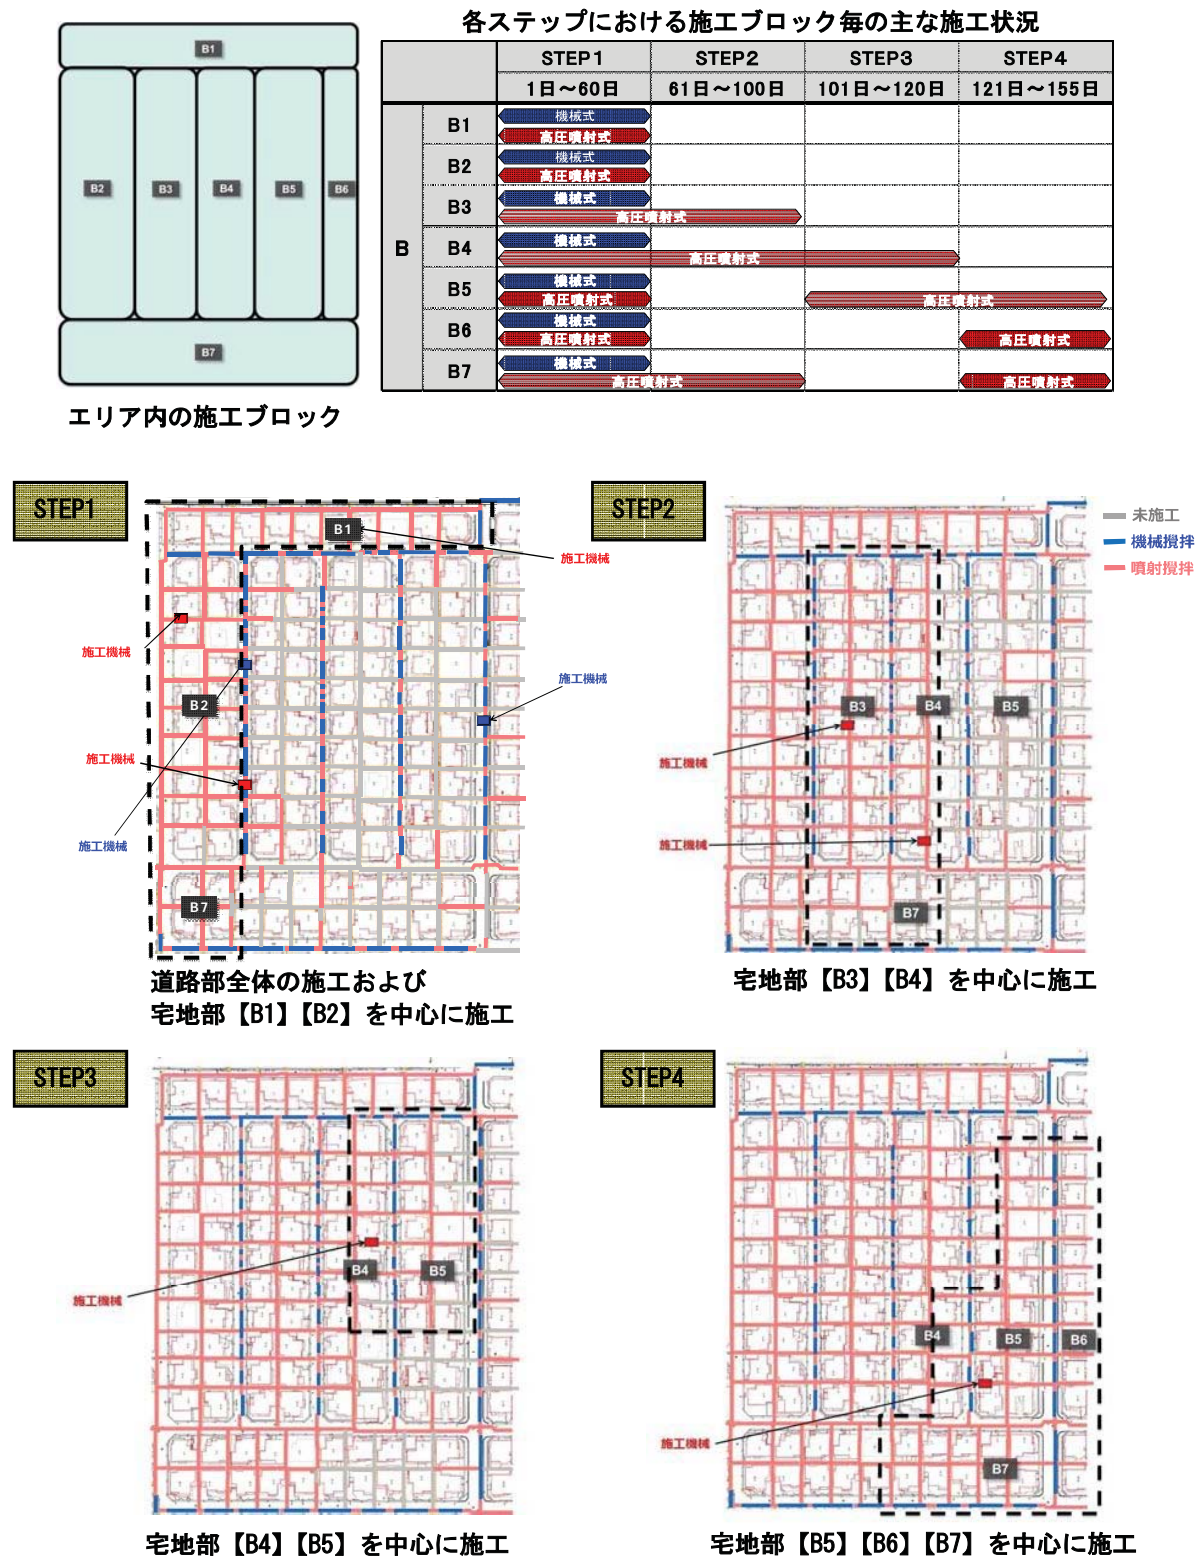 各ステップにおける施工ブロック毎の主な施工状況
B1
B2
B3
B4
B5
B6
B7
エリア内の施工ブロック
STEP1
STEP2
STEP3
STEP4
1日～60日
61日～100日
101日～120日
121日～155日
B
B1
機械式
高圧噴射式
B2
機械式
高圧噴射式
B3
機械式
高圧噴射式
B4
機械式
高圧噴射式
B5
機械式
高圧噴射式
高圧噴射式
B6
機械式
高圧噴射式
高圧噴射式
B7
機械式
高圧噴射式
高圧噴射式
STEP1
B1
施工機械
施工機械
B2
施工機械
施工機械
施工機械
B7
道路部全体の施工および
宅地部【B1】【B2】を中心に施工
STEP2
未施工
機械攪拌
噴射攪拌
B3
B4
B5
施工機械
施工機械
B7
宅地部【B3】【B4】を中心に施工
STEP3
B4
B5
施工機械
宅地部【B4】【B5】を中心に施工
STEP4
B4
B5
B6
施工機械
B7
宅地部【B5】【B6】【B7】を中心に施工